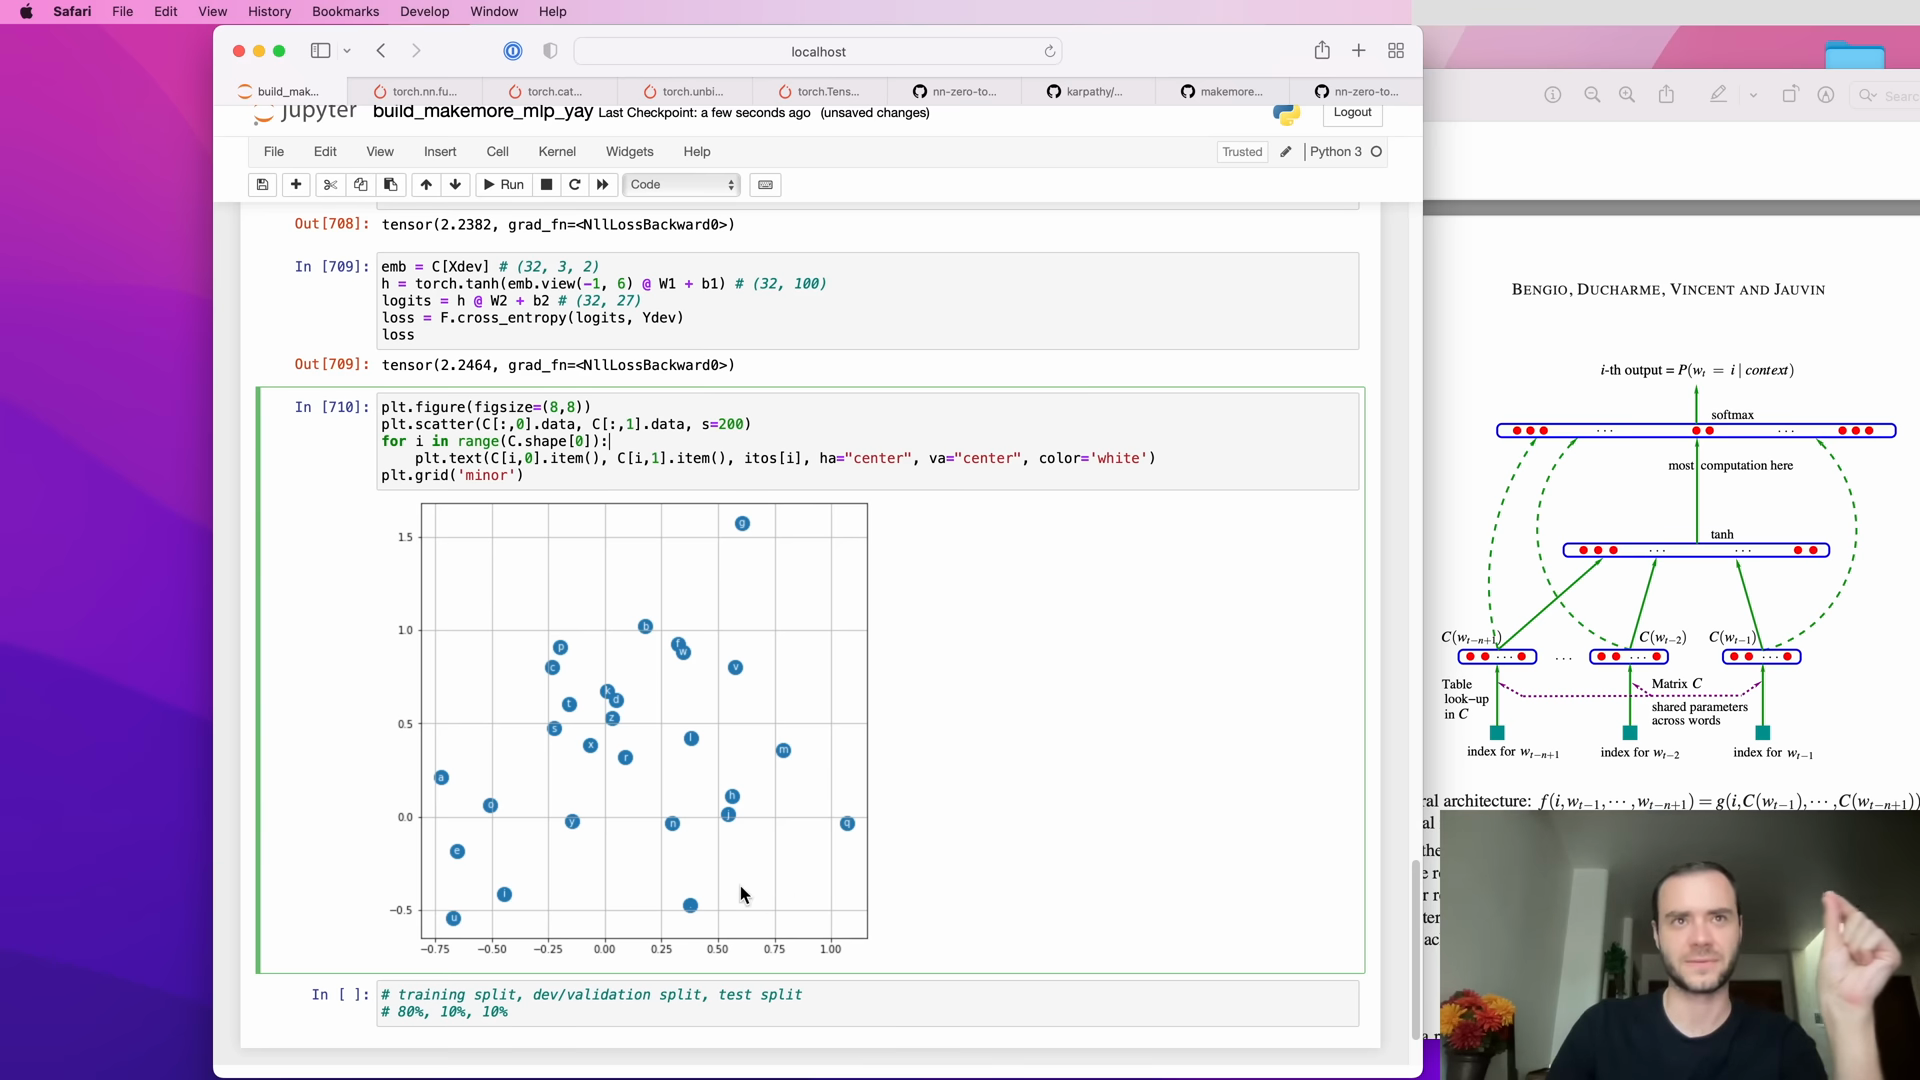 Safari File Edit View History Bookmarks Develop Window Help
localhost
build_mak... torch.nn.fu... torch.cat... torch.unbi... torch.Tens... nn-zero-to... karpathy/... makemore... nn-zero-to...
Jupyter build_makemore_mlp_yay Last Checkpoint: a few seconds ago (unsaved changes) Logout
File Edit View Insert Cell Kernel Widgets Help Trusted Python 3
Run Code
Out[708]: tensor(2.2382, grad_fn=<NllLossBackward0>)
In [709]: emb = C[Xdev] # (32, 3, 2)
h = torch.tanh(emb.view(-1, 6) @ W1 + b1) # (32, 100)
logits = h @ W2 + b2 # (32, 27)
loss = F.cross_entropy(logits, Ydev)
loss
Out[709]: tensor(2.2464, grad_fn=<NllLossBackward0>)
In [710]: plt.figure(figsize=(8,8))
plt.scatter(C[:,0].data, C[:,1].data, s=200)
for i in range(C.shape[0]):
plt.text(C[i,0].item(), C[i,1].item(), itos[i], ha="center", va="center", color='white')
plt.grid('minor')
g
1.5
b
1.0
p
f
w
c
v
k
d
t
z
0.5
s
l
x
m
r
a
h
o
j
0.0
y
n
q
e
i
.
−0.5
u
−0.75 −0.50 −0.25 0.00 0.25 0.50 0.75 1.00
In [ ]: # training split, dev/validation split, test split
# 80%, 10%, 10%
Search
BENGIO, DUCHARME, VINCENT AND JAUVIN
i-th output = P(w_t = i | context)
softmax
. . . . . .
most computation here
tanh
. . . . . .
C(w_{t−n+1}) C(w_{t−2}) C(w_{t−1})
. . . . . . . . . . . .
Table look−up in C
Matrix C
shared parameters across words
index for w_{t−n+1} index for w_{t−2} index for w_{t−1}
ral architecture: f(i,w_{t−1},⋯,w_{t−n+1}) = g(i,C(w_{t−1}),⋯,C(w_{t−n+1}))